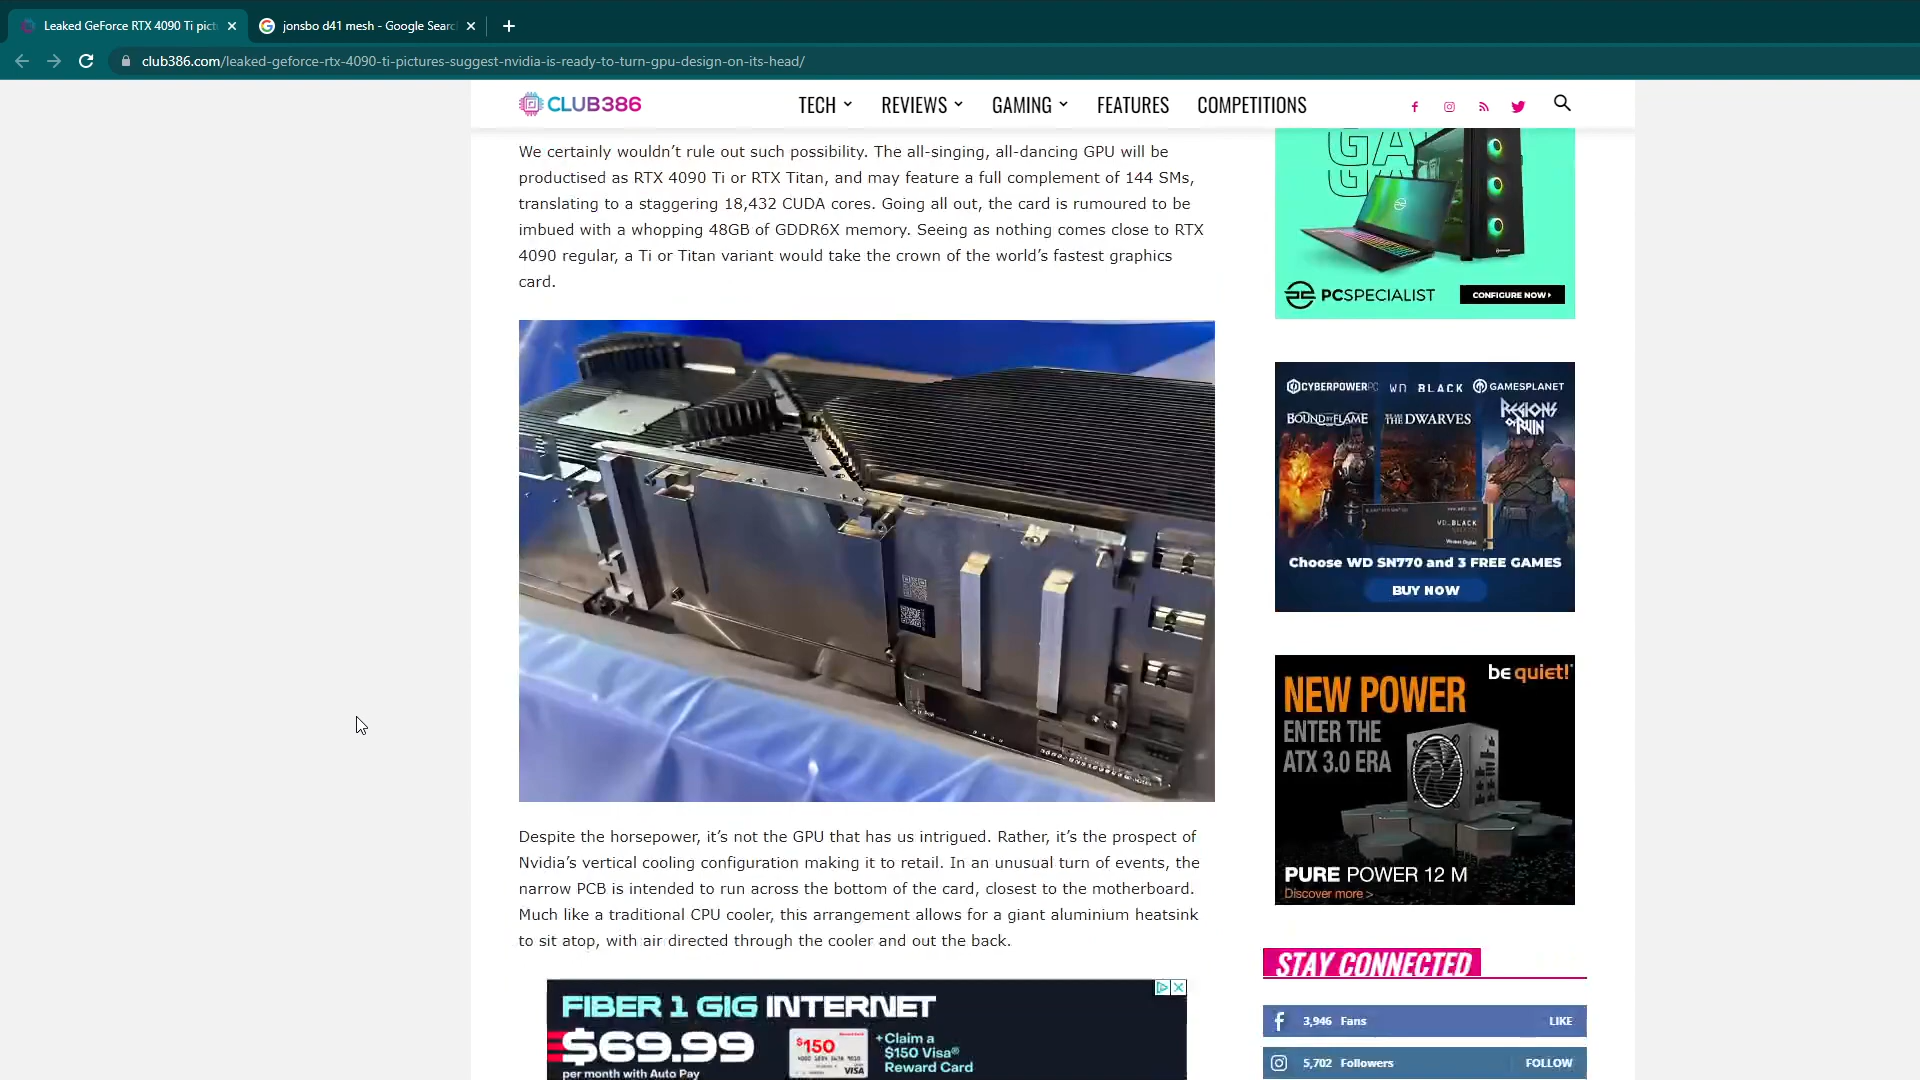 Leaked GeForce RTX 4090 Ti pict
jonsbo d41 mesh - Google Searc
club386.com/leaked-geforce-rtx-4090-ti-pictures-suggest-nvidia-is-ready-to-turn-gpu-design-on-its-head/
CLUB386
TECH
REVIEWS
GAMING
FEATURES
COMPETITIONS
We certainly wouldn’t rule out such possibility. The all-singing, all-dancing GPU will be
productised as RTX 4090 Ti or RTX Titan, and may feature a full complement of 144 SMs,
translating to a staggering 18,432 CUDA cores. Going all out, the card is rumoured to be
imbued with a whopping 48GB of GDDR6X memory. Seeing as nothing comes close to RTX
4090 regular, a Ti or Titan variant would take the crown of the world’s fastest graphics
card.
Despite the horsepower, it’s not the GPU that has us intrigued. Rather, it’s the prospect of
Nvidia’s vertical cooling configuration making it to retail. In an unusual turn of events, the
narrow PCB is intended to run across the bottom of the card, closest to the motherboard.
Much like a traditional CPU cooler, this arrangement allows for a giant aluminium heatsink
to sit atop, with air directed through the cooler and out the back.
FIBER 1 GIG INTERNET
$69.99
per month with Auto Pay
$150
VISA
+Claim a
$150 Visa®
Reward Card
GA
PCSPECIALIST
CONFIGURE NOW
CYBERPOWERPC WD_BLACK GAMESPLANET
BOUND BY FLAME
THE DWARVES
REGIONS
OF RUIN
WD_BLACK
Western Digital
Choose WD SN770 and 3 FREE GAMES
BUY NOW
be quiet!
NEW POWER
ENTER THE
ATX 3.0 ERA
PURE POWER 12 M
Discover more >
STAY CONNECTED
3,946 Fans LIKE
5,702 Followers FOLLOW